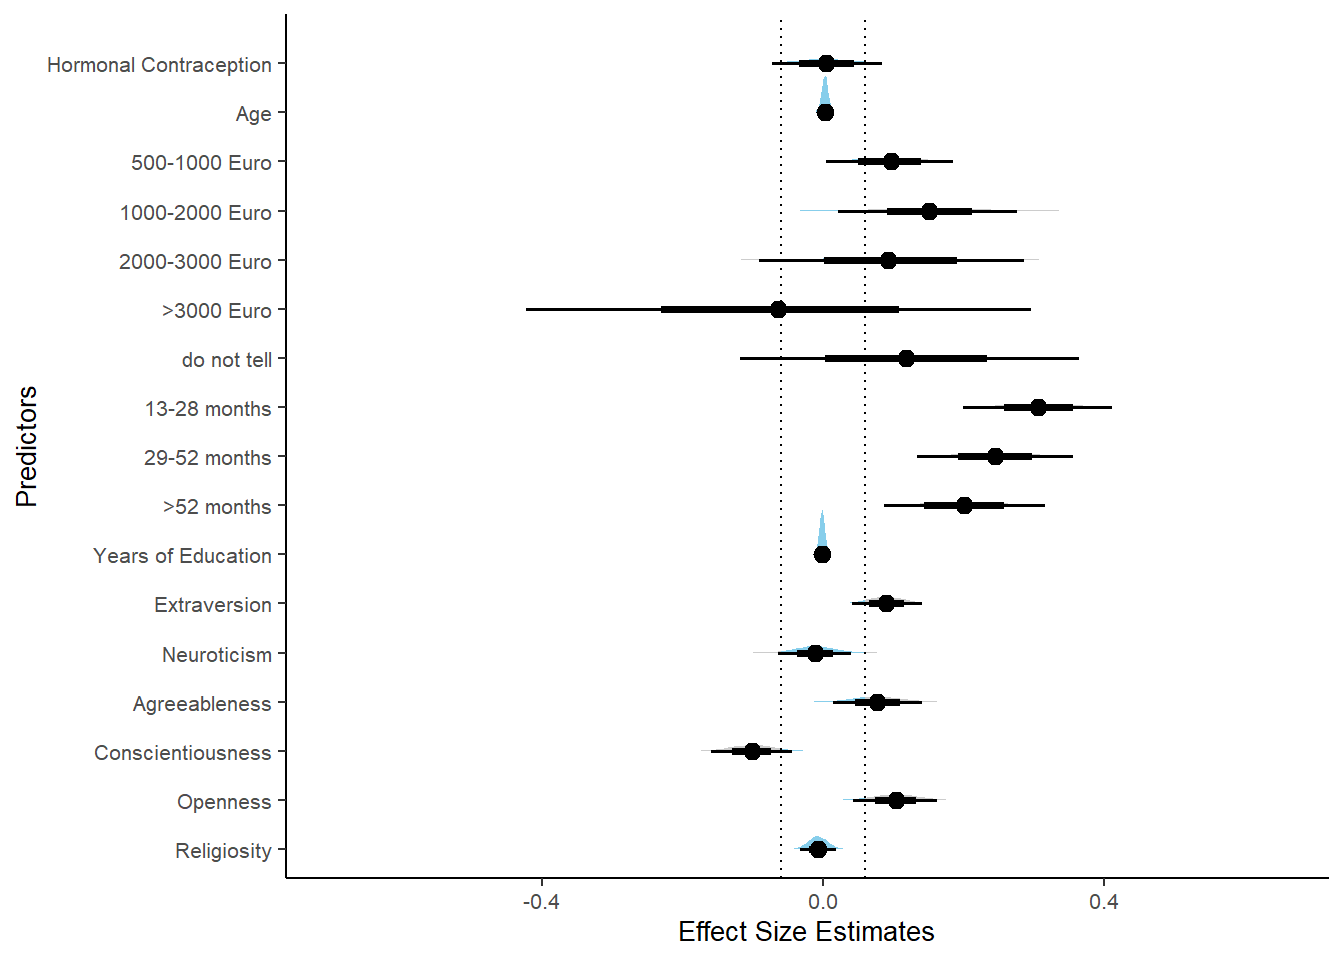 Predictors
Hormonal Contraception
Age
500-1000 Euro
1000-2000 Euro
2000-3000 Euro
>3000 Euro
do not tell
13-28 months
29-52 months
>52 months
Years of Education
Extraversion
Neuroticism
Agreeableness
Conscientiousness
Openness
Religiosity
-0.4 0.0 0.4
Effect Size Estimates